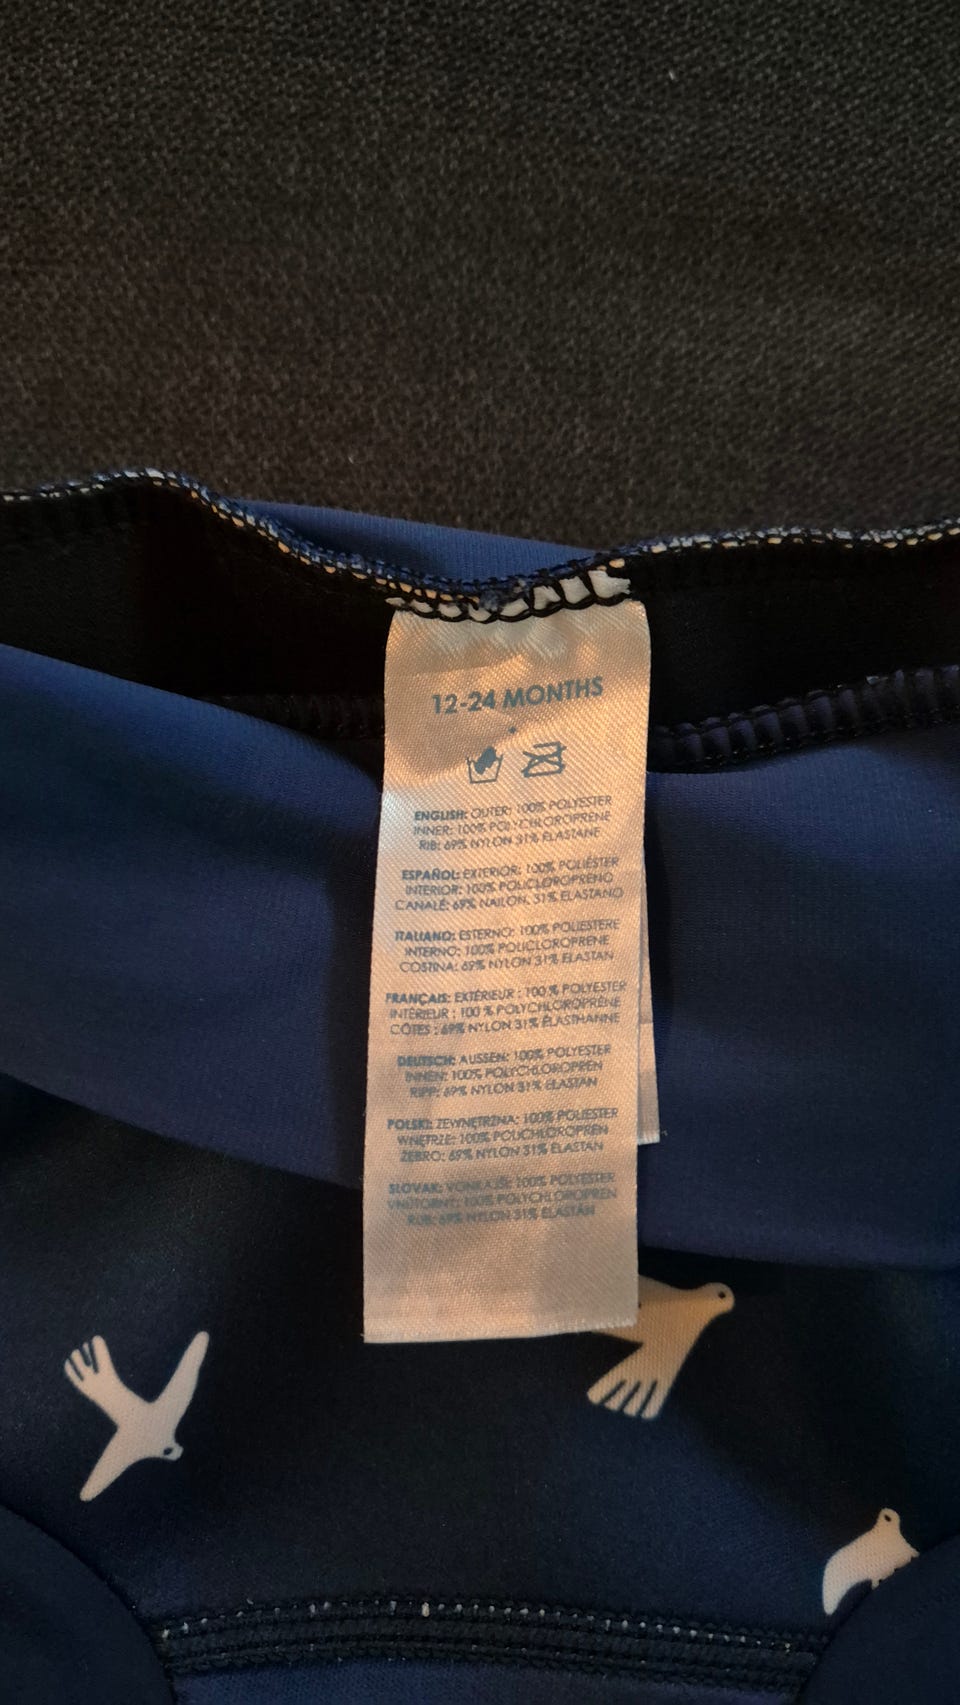 12-24 MONTHS
ENGLISH: OUTER: 100% POLYESTER
INNER: 100% POLYCHLOROPRENE
RIB: 69% NYLON 31% ELASTANE
ESPAÑOL: EXTERIOR: 100% POLIÉSTER
INTERIOR: 100% POLICLOROPRENO
CANALÉ: 69% NAILON, 31% ELASTANO
ITALIANO: ESTERNO: 100% POLIESTERE
INTERNO: 100% POLICLOROPRENE
COSTINA: 69% NYLON 31% ELASTAN
FRANÇAIS: EXTÉRIEUR : 100 % POLYESTER
INTÉRIEUR : 100 % POLYCHLOROPRÈNE
CÔTES : 69% NYLON 31% ÉLASTHANNE
DEUTSCH: AUSSEN: 100% POLYESTER
INNEN: 100% POLYCHLOROPREN
RIPP: 69% NYLON 31% ELASTAN
POLSKI: ZEWNĘTRZNA: 100% POLIESTER
WNĘTRZE: 100% POLICHLOROPREN
ŻEBRO: 69% NYLON 31% ELASTAN
SLOVAK: VONKAJŠÍ: 100% POLYESTER
VNÚTORNÝ: 100% POLYCHLOROPREN
RUB: 69% NYLON 31% ELASTAN